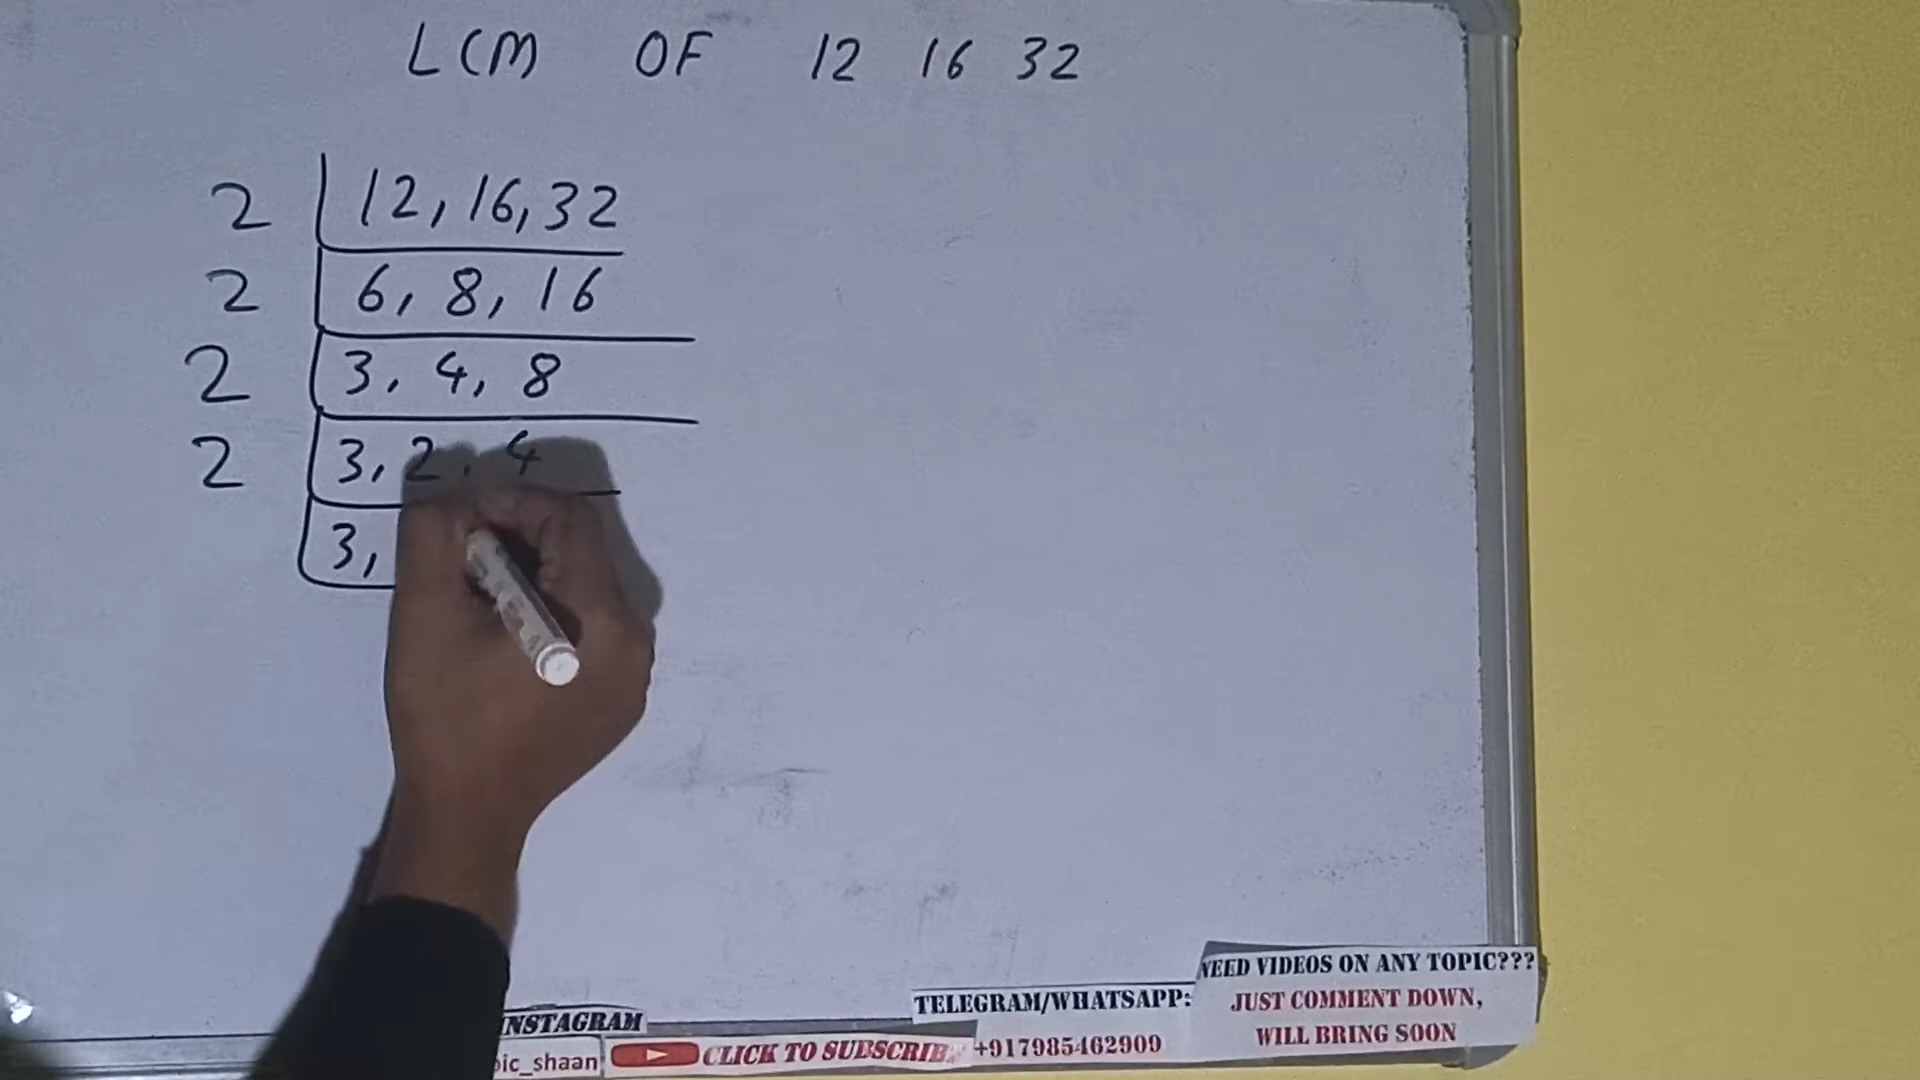 LCM OF 12 16 32
2 12, 16, 32
2 6, 8, 16
2 3, 4, 8
2 3, 2, 4
3,
NEED VIDEOS ON ANY TOPIC???
JUST COMMENT DOWN,
WILL BRING SOON
TELEGRAM/WHATSAPP:
+917985462909
INSTAGRAM
pic_shaan
CLICK TO SUBSCRIBE